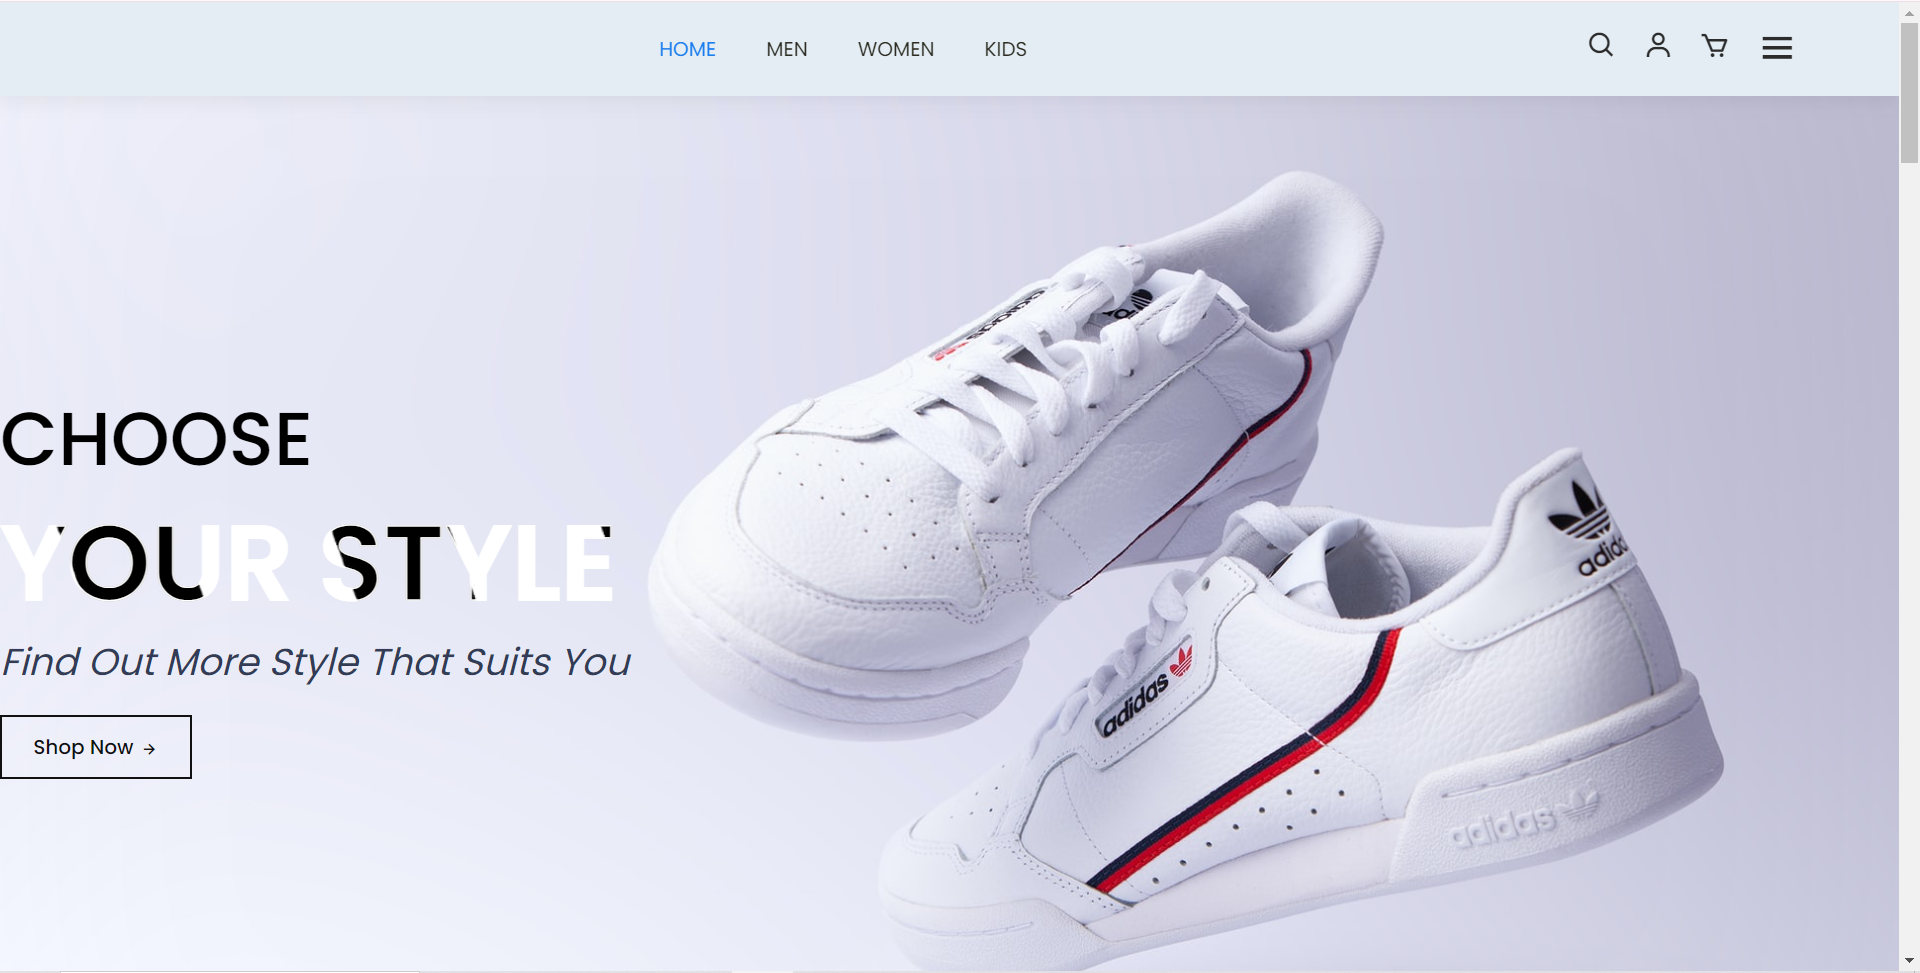 HOME MEN WOMEN KIDS
CHOOSE
YOUR STYLE
Find Out More Style That Suits You
Shop Now →
adidas
adidas
adidas